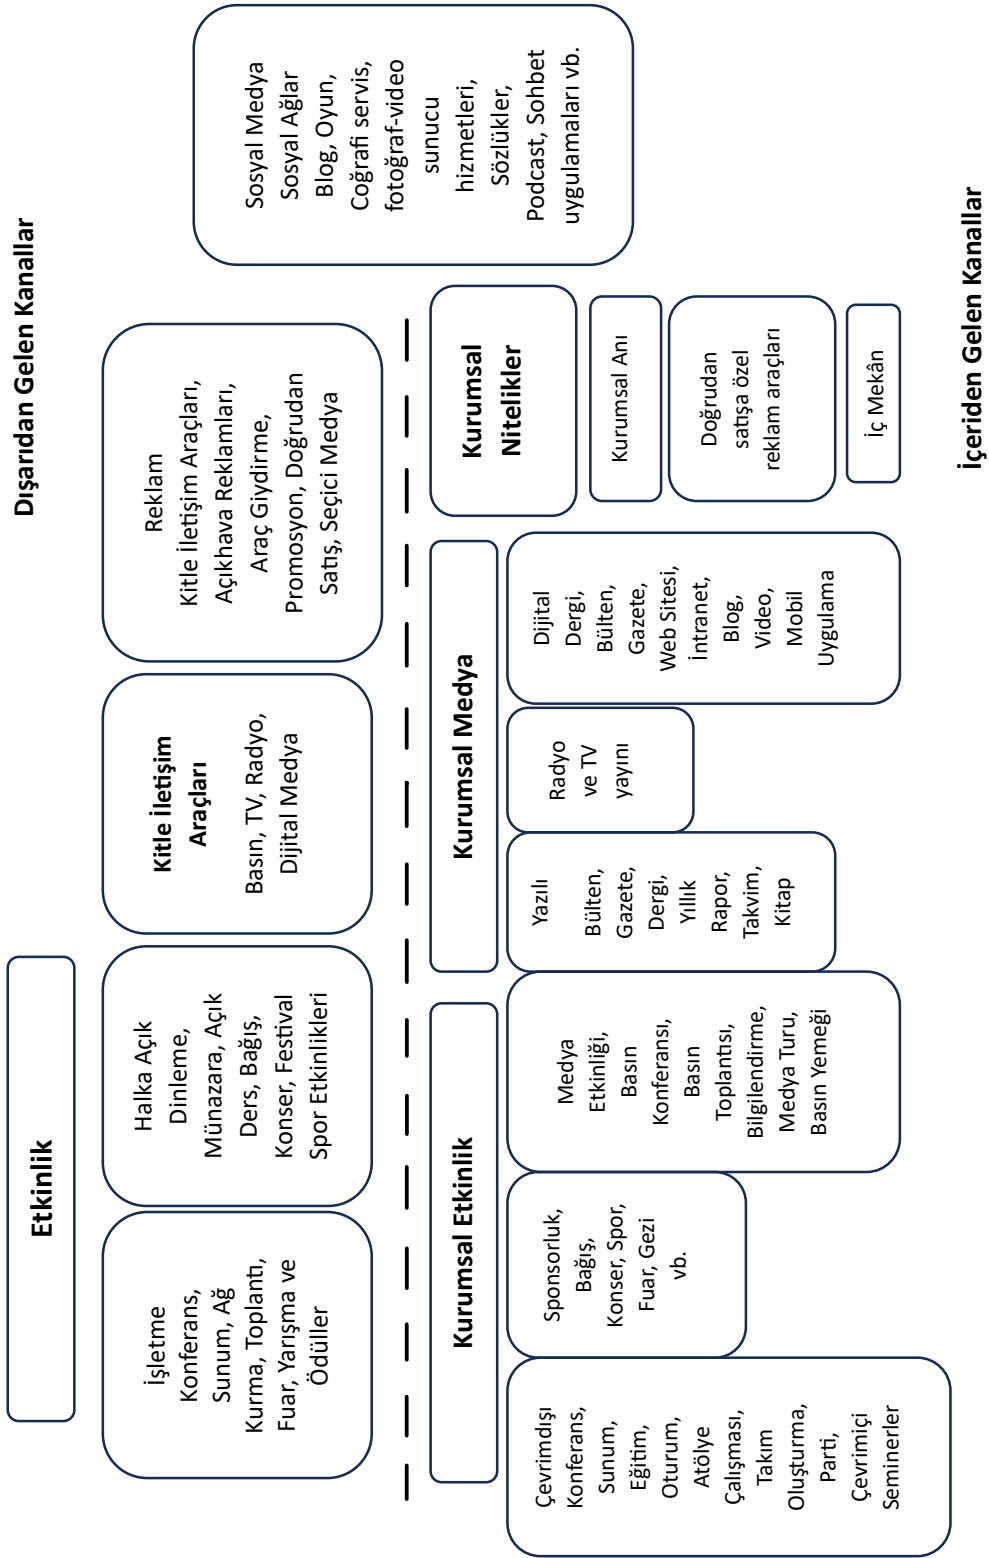 Dışarıdan Gelen Kanallar
Etkinlik
İşletme
Konferans,
Sunum, Ağ
Kurma, Toplantı,
Fuar, Yarışma ve
Ödüller
Halka Açık
Dinleme,
Münazara, Açık
Ders, Bağış,
Konser, Festival
Spor Etkinlikleri
Kitle İletişim
Araçları
Basın, TV, Radyo,
Dijital Medya
Reklam
Kitle İletişim Araçları,
Açıkhava Reklamları,
Araç Giydirme,
Promosyon, Doğrudan
Satış, Seçici Medya
Sosyal Medya
Sosyal Ağlar
Blog, Oyun,
Coğrafi servis,
fotoğraf-video
sunucu
hizmetleri,
Sözlükler,
Podcast, Sohbet
uygulamaları vb.
Kurumsal Etkinlik
Çevrimdışı
Konferans,
Sunum,
Eğitim,
Oturum,
Atölye
Çalışması,
Takım
Oluşturma,
Parti,
Çevrimiçi
Seminerler
Sponsorluk,
Bağış,
Konser, Spor,
Fuar, Gezi
vb.
Medya
Etkinliği,
Basın
Konferansı,
Basın
Toplantısı,
Bilgilendirme,
Medya Turu,
Basın Yemeği
Kurumsal Medya
Yazılı
Bülten,
Gazete,
Dergi,
Yıllık
Rapor,
Takvim,
Kitap
Radyo
ve TV
yayını
Dijital
Dergi,
Bülten,
Gazete,
Web Sitesi,
İntranet,
Blog,
Video,
Mobil
Uygulama
Kurumsal
Nitelikler
Kurumsal Anı
Doğrudan
satışa özel
reklam araçları
İç Mekân
İçeriden Gelen Kanallar